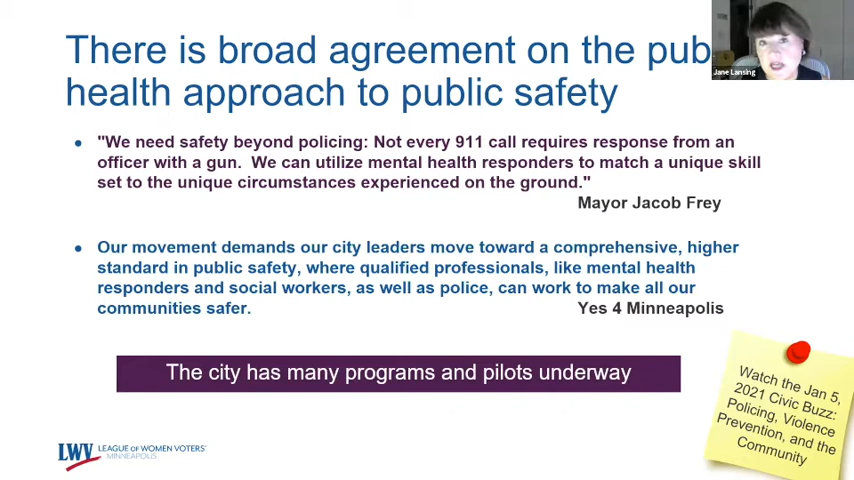 There is broad agreement on the pub
health approach to public safety
Jane Lansing
• "We need safety beyond policing: Not every 911 call requires response from an
officer with a gun. We can utilize mental health responders to match a unique skill
set to the unique circumstances experienced on the ground."
Mayor Jacob Frey
• Our movement demands our city leaders move toward a comprehensive, higher
standard in public safety, where qualified professionals, like mental health
responders and social workers, as well as police, can work to make all our
communities safer. Yes 4 Minneapolis
The city has many programs and pilots underway
Watch the Jan 5,
2021 Civic Buzz:
Policing, Violence
Prevention, and the
Community
LWV LEAGUE OF WOMEN VOTERS®
MINNEAPOLIS